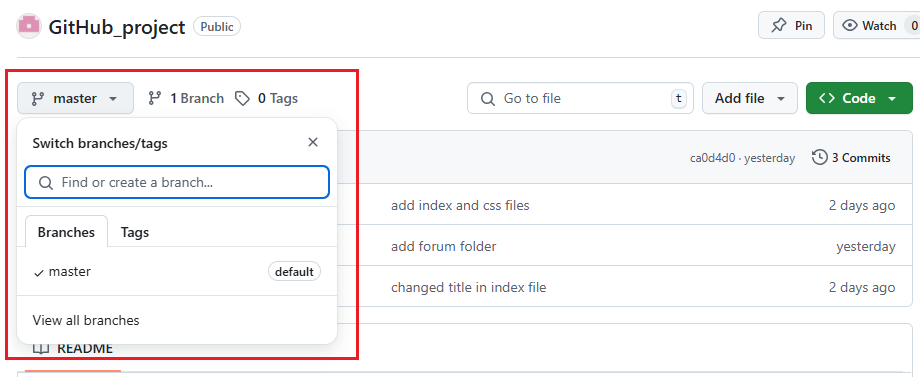 GitHub_project Public Pin Watch 0
master 1 Branch 0 Tags Go to file t Add file Code
Switch branches/tags
ca0d4d0 · yesterday 3 Commits
Find or create a branch...
add index and css files 2 days ago
Branches Tags
add forum folder yesterday
master default
changed title in index file 2 days ago
View all branches
README